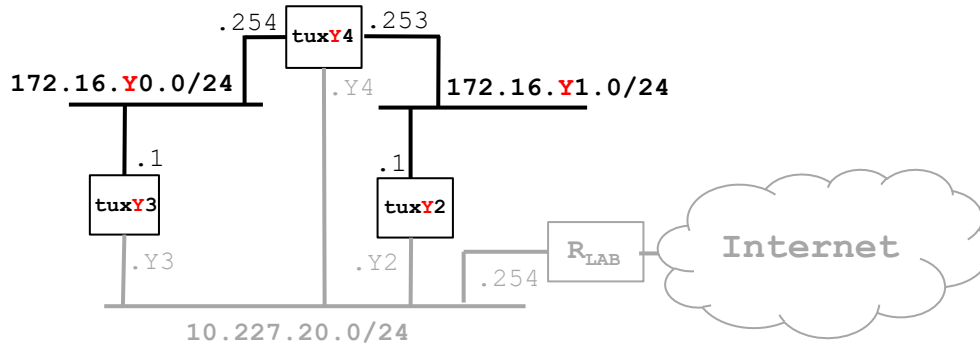 .254
tuxY4
.253
172.16.Y0.0/24
.Y4
172.16.Y1.0/24
.1
.1
tuxY3
tuxY2
.Y3
.Y2
.254
RLAB
Internet
10.227.20.0/24